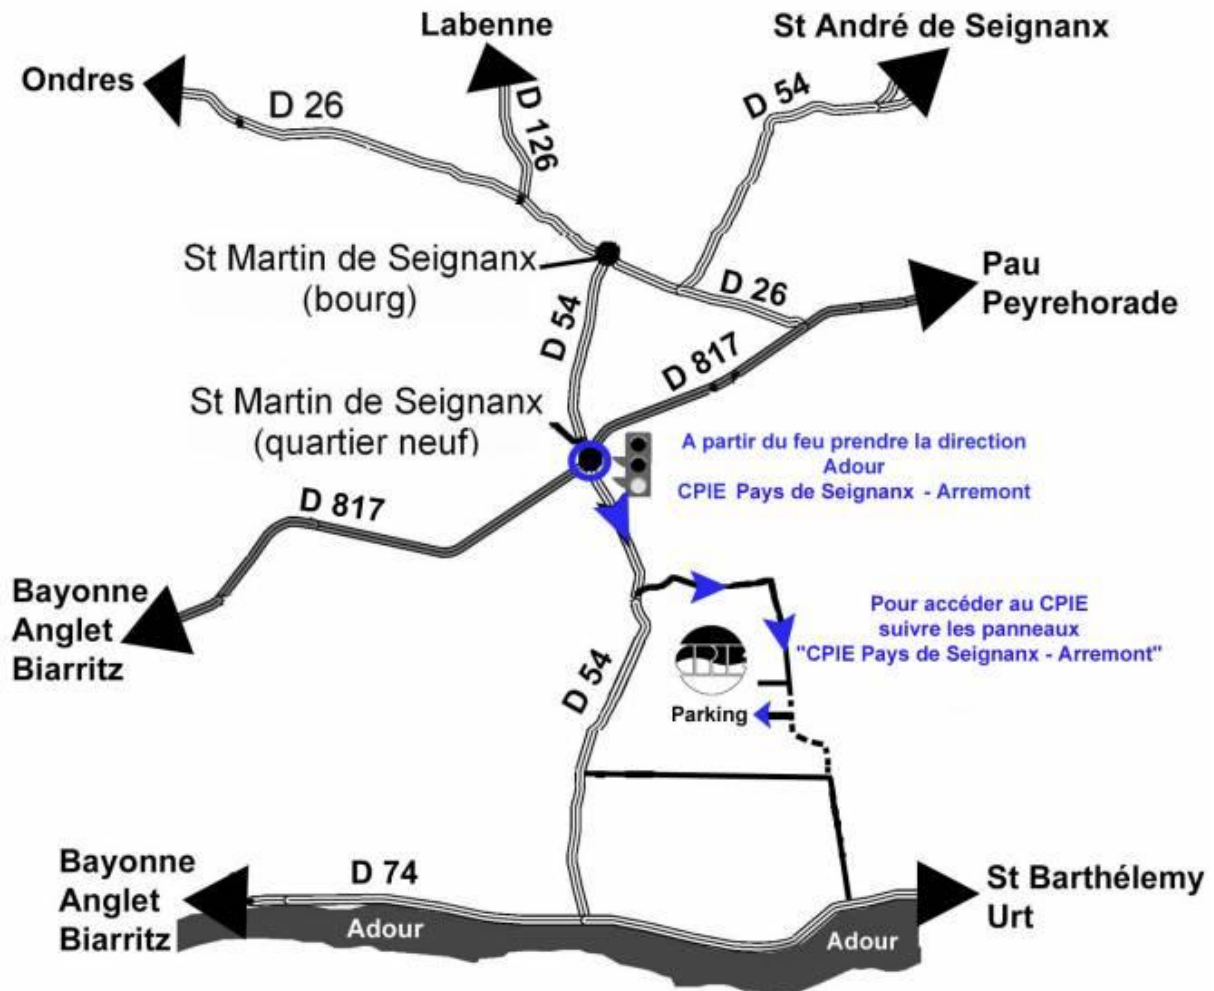 Labenne
St André de Seignanx
Ondres
D 26
D 126
D 54
St Martin de Seignanx
(bourg)
D 26
Pau
Peyrehorade
D 54
D 817
St Martin de Seignanx
(quartier neuf)
A partir du feu prendre la direction
Adour
CPIE Pays de Seignanx - Arremont
D 817
Bayonne
Anglet
Biarritz
Pour accéder au CPIE
suivre les panneaux
"CPIE Pays de Seignanx - Arremont"
D 54
Parking
Bayonne
Anglet
Biarritz
D 74
St Barthélemy
Urt
Adour
Adour